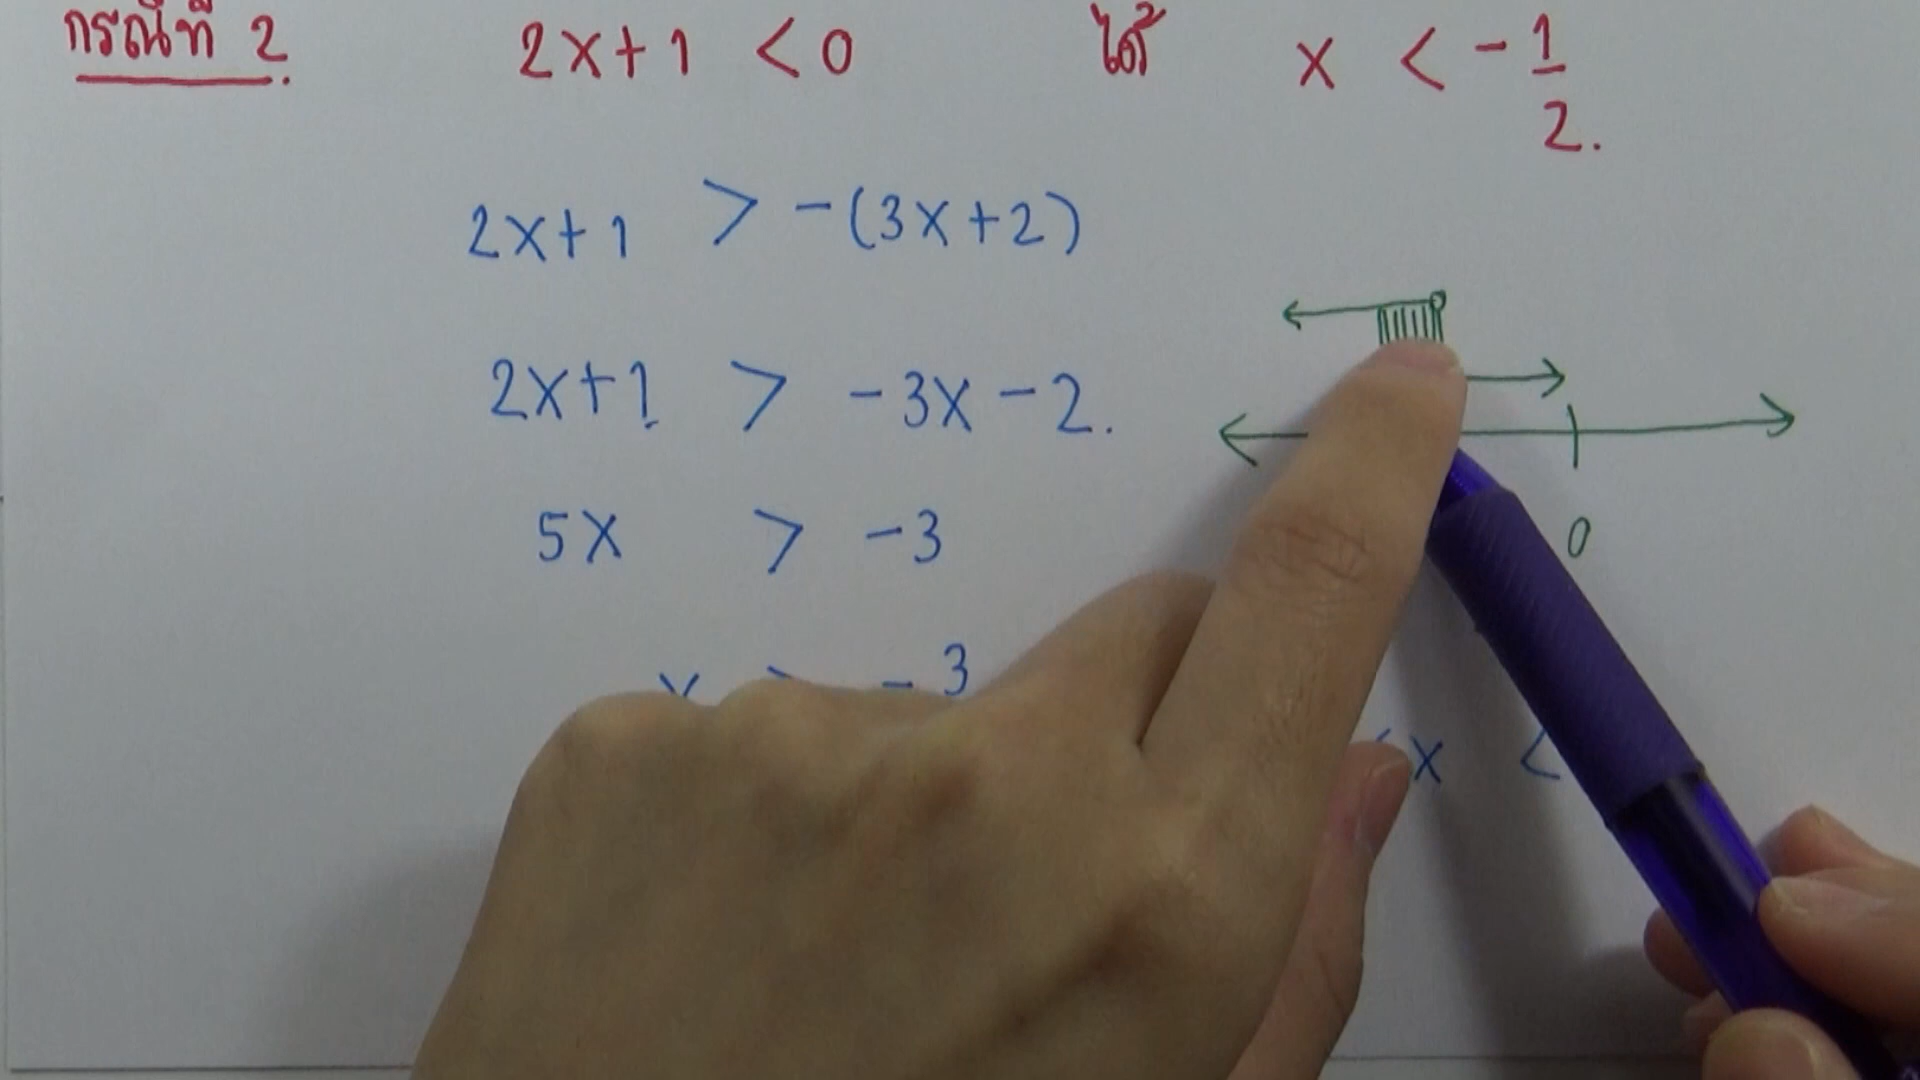 กรณีที่ 2. 2x+1 < 0 ได้ x < -1/2.
2x+1 > -(3x+2)
2x+1 > -3x-2.
5x > -3
0
x > -3
x <